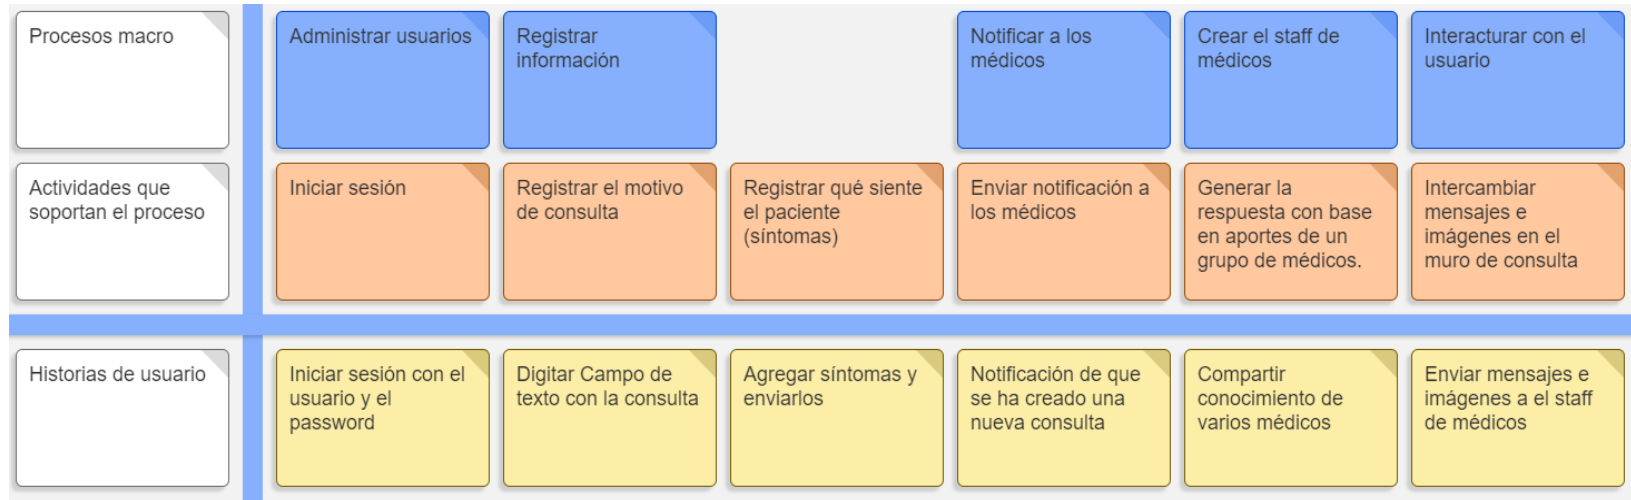 Procesos macro
Administrar usuarios
Registrar
información
Notificar a los
médicos
Crear el staff de
médicos
Interacturar con el
usuario
Actividades que
soportan el proceso
Iniciar sesión
Registrar el motivo
de consulta
Registrar qué siente
el paciente
(síntomas)
Enviar notificación a
los médicos
Generar la
respuesta con base
en aportes de un
grupo de médicos.
Intercambiar
mensajes e
imágenes en el
muro de consulta
Historias de usuario
Iniciar sesión con el
usuario y el
password
Digitar Campo de
texto con la consulta
Agregar síntomas y
enviarlos
Notificación de que
se ha creado una
nueva consulta
Compartir
conocimiento de
varios médicos
Enviar mensajes e
imágenes a el staff
de médicos